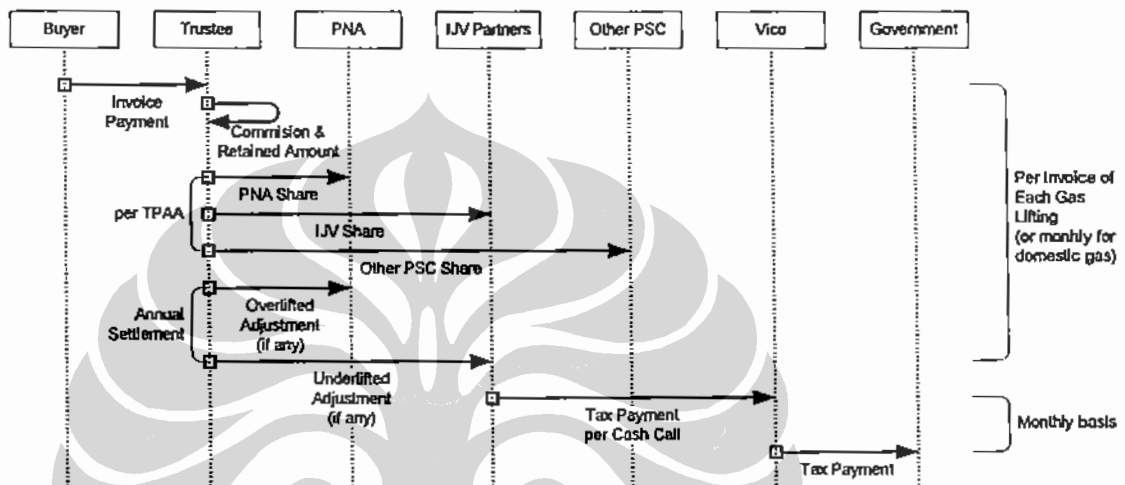 Buyer
Trustee
PNA
IJV Partners
Other PSC
Vico
Government
Invoice
Payment
Commision &
Retained Amount
PNA Share
per TPAA
IJV Share
Other PSC Share
Per Invoice of
Each Gas
Lifting
(or monhly for
domestic gas)
Annual
Settlement
Overlifted
Adjustment
(if any)
Underlifted
Adjustment
(if any)
Tax Payment
per Cash Call
Monthly basis
Tax Payment